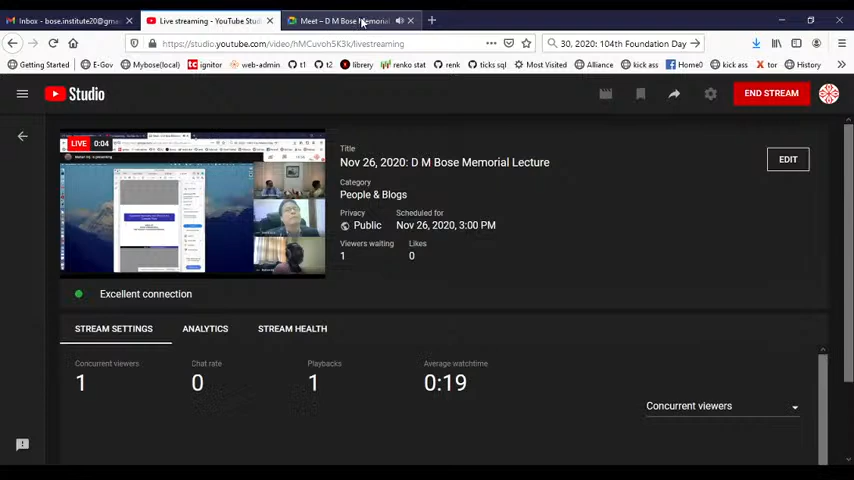 Inbox - bose.institute20@gma
Live streaming - YouTube Stud
Meet – D M Bose Memorial
https://studio.youtube.com/video/hMCuvoh5K3k/livestreaming
30, 2020: 104th Foundation Day
Getting Started
E-Gov
Mybose(local)
ignitor
web-admin
t1
t2
librery
renko stat
renk
ticks sql
Most Visited
Alliance
kick ass
Home0
kick ass
tor
History
Studio
END STREAM
LIVE 0:04
Title
Nov 26, 2020: D M Bose Memorial Lecture
EDIT
Category
People & Blogs
Privacy
Scheduled for
Public
Nov 26, 2020, 3:00 PM
Viewers waiting
Likes
1
0
Excellent connection
STREAM SETTINGS
ANALYTICS
STREAM HEALTH
Concurrent viewers
Chat rate
Playbacks
Average watchtime
1
0
1
0:19
Concurrent viewers